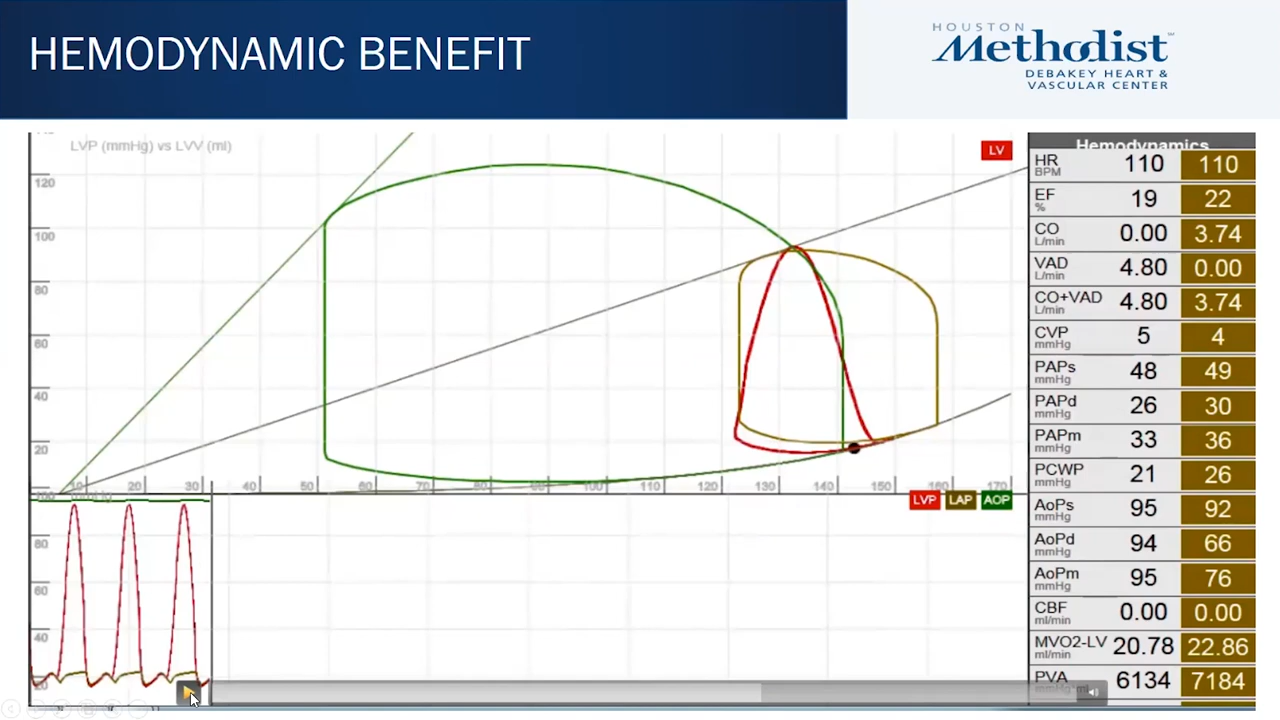 HEMODYNAMIC BENEFIT
HOUSTON
Methodist
DEBAKEY HEART &
VASCULAR CENTER
LVP (mmHg) vs LVV (ml)
LV
120
100
80
60
40
20
10 20 30 40 50 60 70 80 90 100 110 120 130 140 150 160 170
LVP LAP AOP
100 mmHg
80
60
40
20
Hemodynamics
HR BPM 110 110
EF % 19 22
CO L/min 0.00 3.74
VAD L/min 4.80 0.00
CO+VAD L/min 4.80 3.74
CVP mmHg 5 4
PAPs mmHg 48 49
PAPd mmHg 26 30
PAPm mmHg 33 36
PCWP mmHg 21 26
AoPs mmHg 95 92
AoPd mmHg 94 66
AoPm mmHg 95 76
CBF ml/min 0.00 0.00
MVO2-LV ml/min 20.78 22.86
PVA 6134 7184